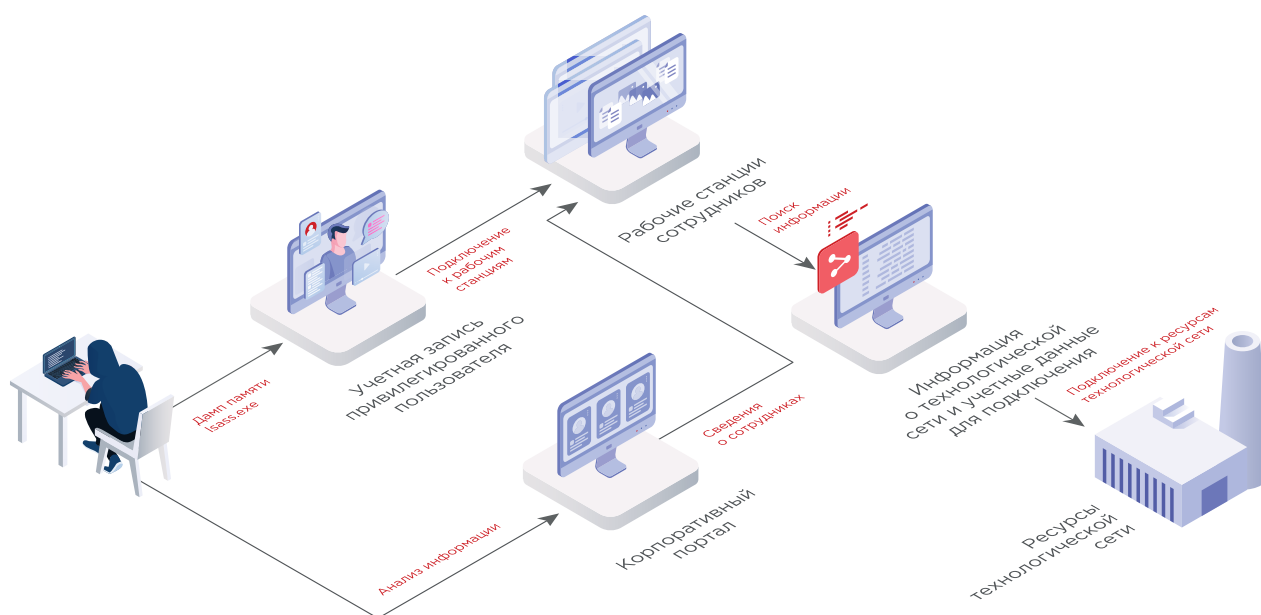 Рабочие станции
сотрудников
Поиск
информации
Подключение
к рабочим
станциям
Учетная запись
привилегированного
пользователя
Дамп памяти
lsass.exe
Информация
о технологической
сети и учетные данные
для подключения
Подключение к ресурсам
технологической сети
Сведения
о сотрудниках
Корпоративный
портал
Анализ информации
Ресурсы
технологической
сети